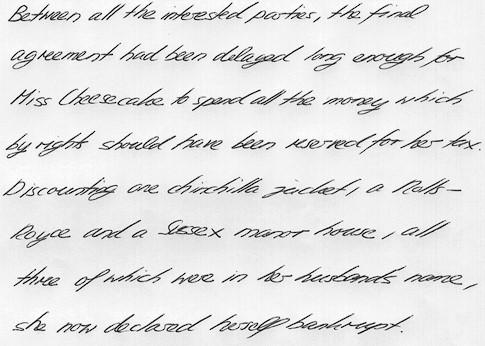 Between all the interested parties, the final
agreement had been delayed long enough for
Miss Cheesecake to spend all the money which
by rights should have been reserved for her tax.
Discounting one chinchilla jacket, a Rolls-
Royce and a Sussex manor house, all
three of which were in her husband's name,
she now declared herself bankrupt.